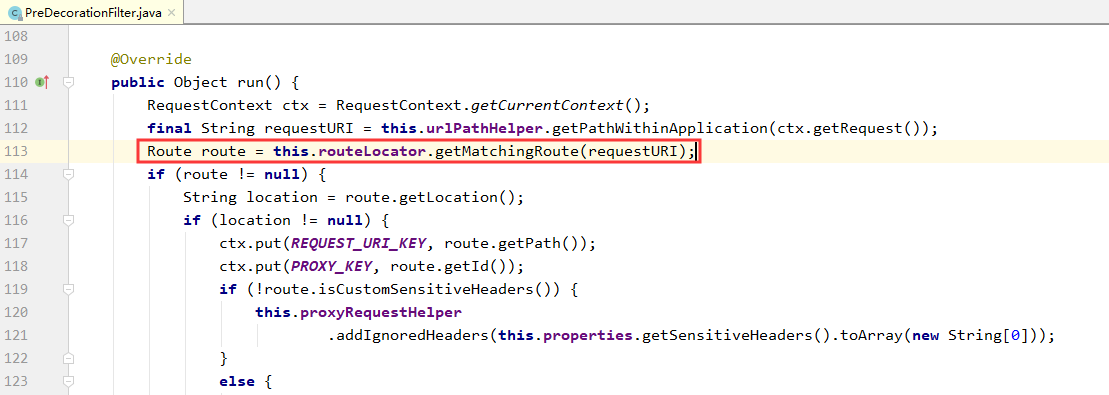 PreDecorationFilter.java
108
109 @Override
110 public Object run() {
111 RequestContext ctx = RequestContext.getCurrentContext();
112 final String requestURI = this.urlPathHelper.getPathWithinApplication(ctx.getRequest());
113 Route route = this.routeLocator.getMatchingRoute(requestURI);
114 if (route != null) {
115 String location = route.getLocation();
116 if (location != null) {
117 ctx.put(REQUEST_URI_KEY, route.getPath());
118 ctx.put(PROXY_KEY, route.getId());
119 if (!route.isCustomSensitiveHeaders()) {
120 this.proxyRequestHelper
121 .addIgnoredHeaders(this.properties.getSensitiveHeaders().toArray(new String[0]));
122 }
123 else {